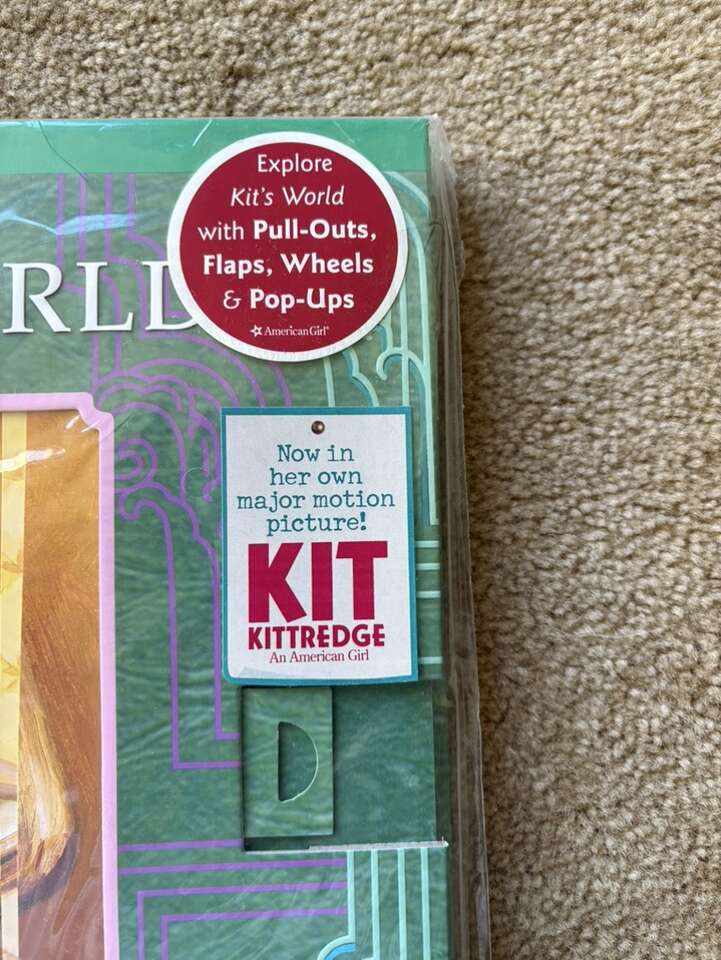 Explore
Kit's World
with Pull-Outs,
Flaps, Wheels
& Pop-Ups
American Girl®
RLD
Now in
her own
major motion
picture!
KIT
KITTREDGE
An American Girl